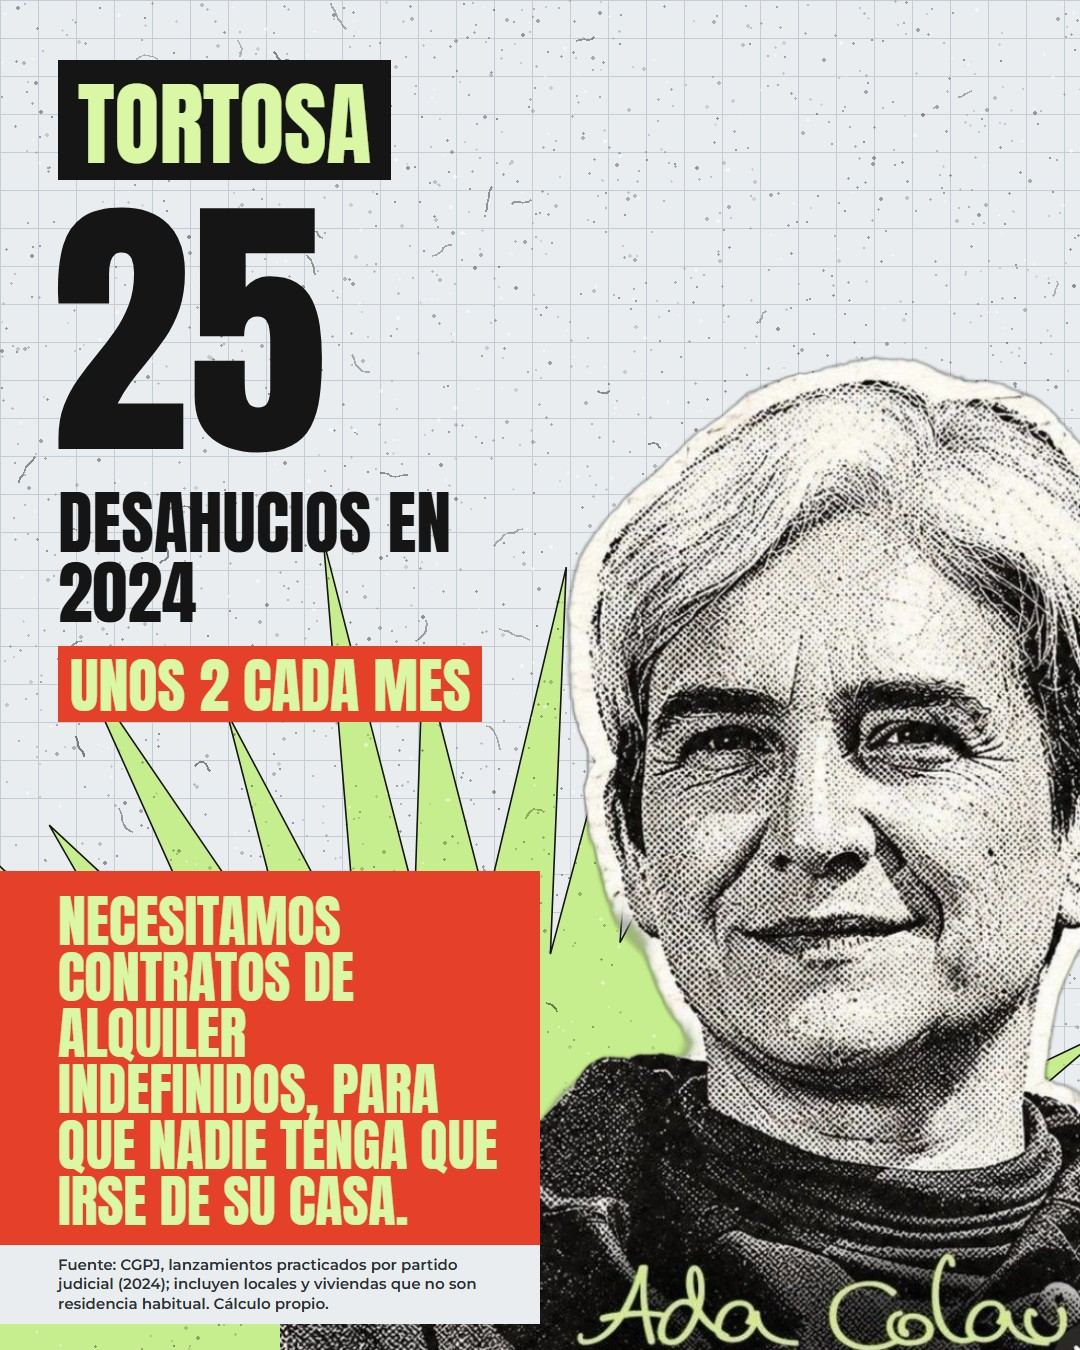 TORTOSA
25
DESAHUCIOS EN
2024
UNOS 2 CADA MES
NECESITAMOS
CONTRATOS DE
ALQUILER
INDEFINIDOS, PARA
QUE NADIE TENGA QUE
IRSE DE SU CASA.
Fuente: CGPJ, lanzamientos practicados por partido
judicial (2024); incluyen locales y viviendas que no son
residencia habitual. Cálculo propio.
Ada Colau